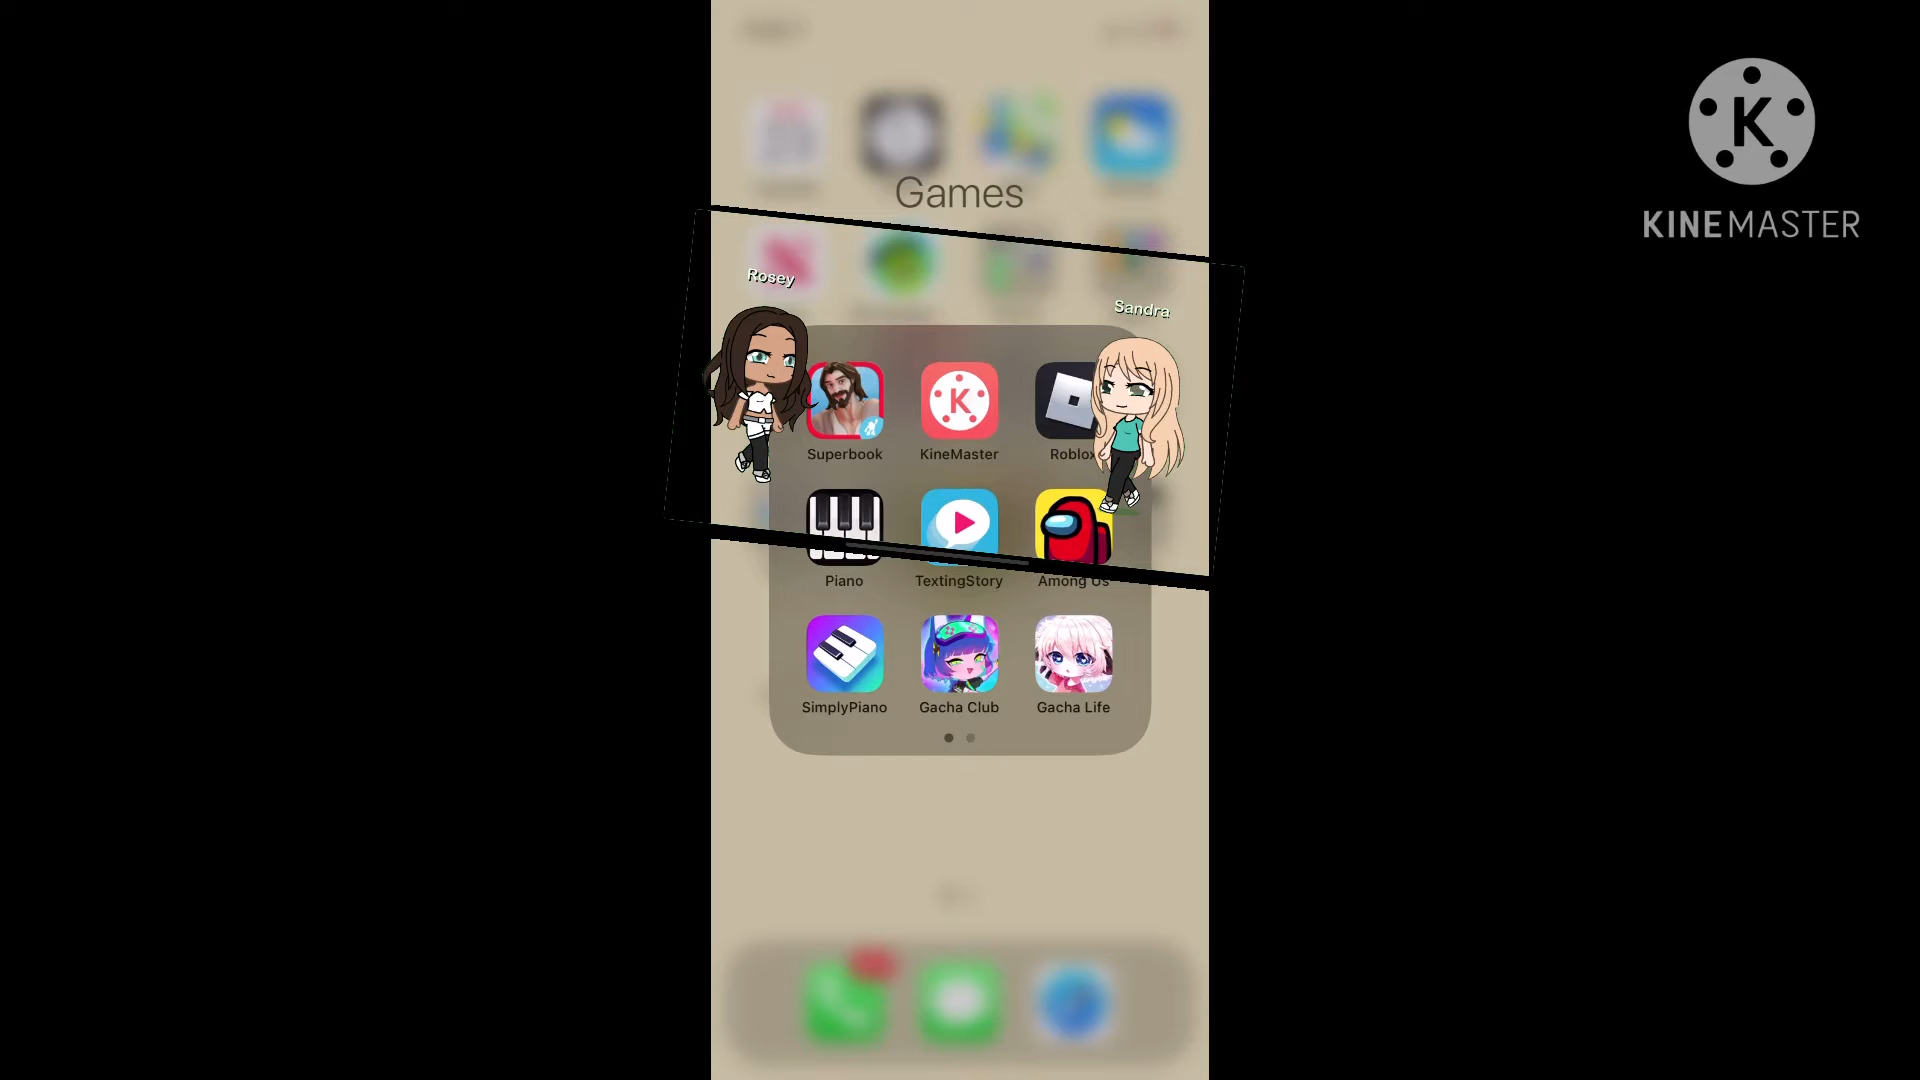 K
KINEMASTER
Games
Rosey
Sandra
K
Superbook
KineMaster
Roblox
Piano
TextingStory
Among Us
SimplyPiano
Gacha Club
Gacha Life